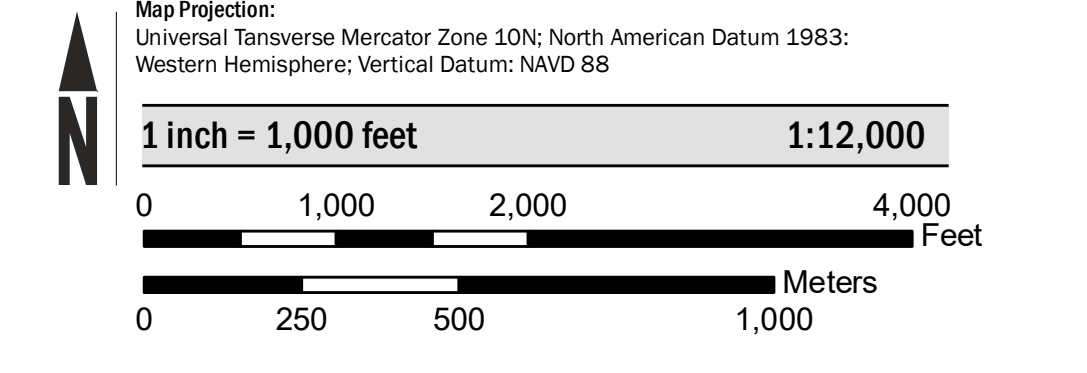 Map Projection:
Universal Tansverse Mercator Zone 10N; North American Datum 1983:
Western Hemisphere; Vertical Datum: NAVD 88
N
1 inch = 1,000 feet 1:12,000
0 1,000 2,000 4,000
Feet
Meters
0 250 500 1,000